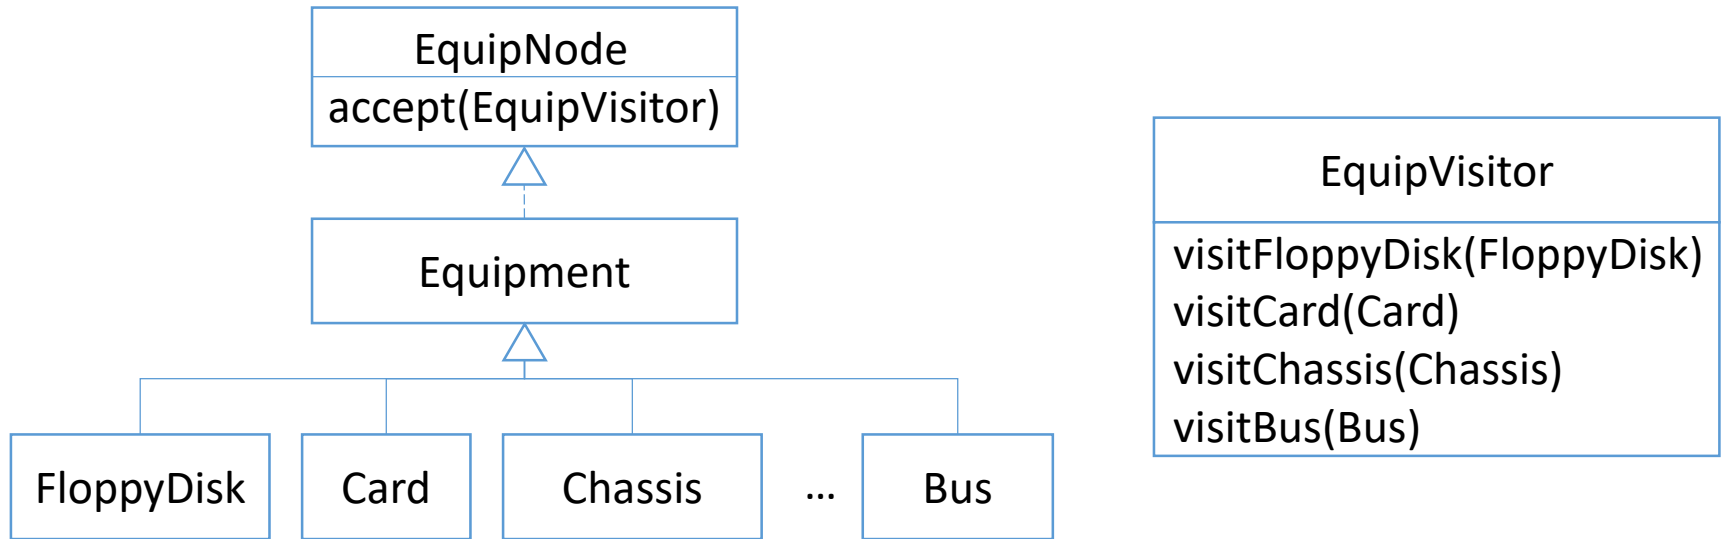 EquipNode
accept(EquipVisitor)
Equipment
FloppyDisk
Card
Chassis
...
Bus
EquipVisitor
visitFloppyDisk(FloppyDisk)
visitCard(Card)
visitChassis(Chassis)
visitBus(Bus)